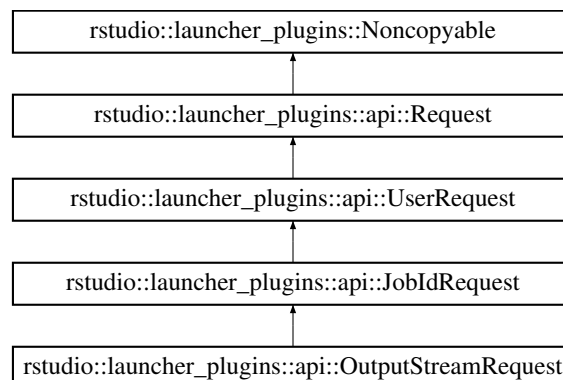 rstudio::launcher_plugins::Noncopyable
rstudio::launcher_plugins::api::Request
rstudio::launcher_plugins::api::UserRequest
rstudio::launcher_plugins::api::JobIdRequest
rstudio::launcher_plugins::api::OutputStreamRequest